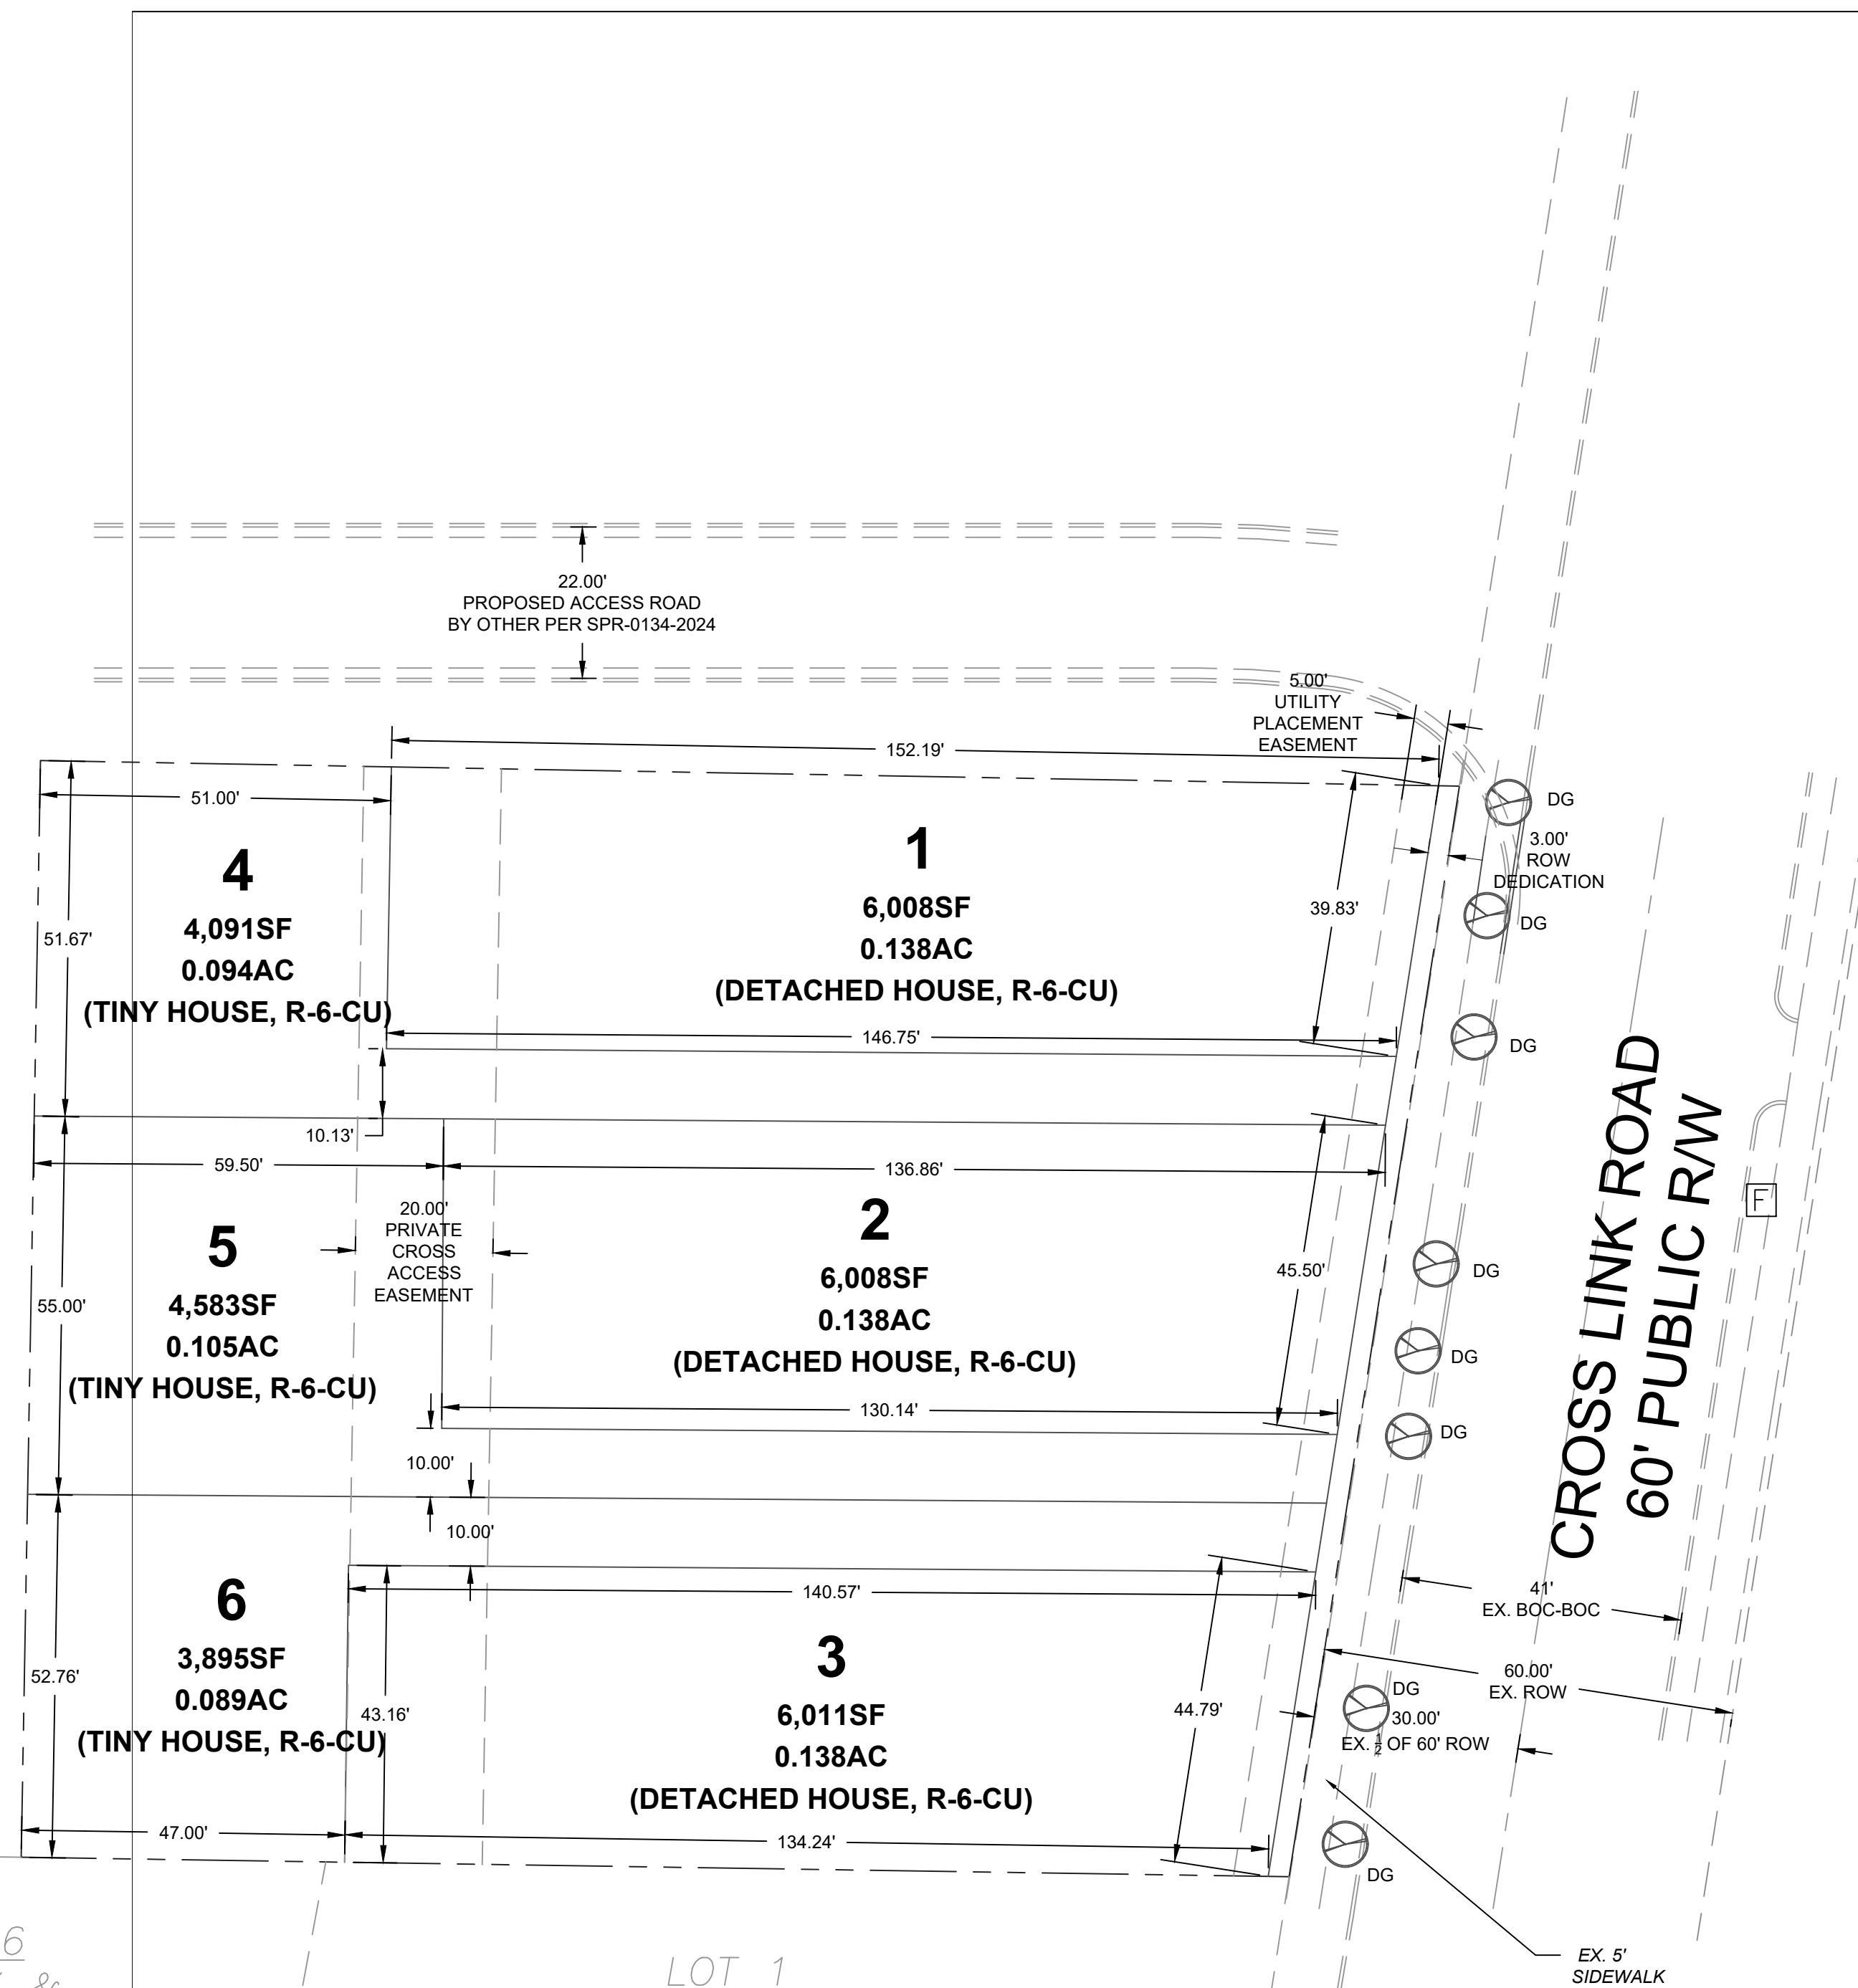 22.00'
PROPOSED ACCESS ROAD
BY OTHER PER SPR-0134-2024
5.00'
UTILITY
PLACEMENT
EASEMENT
152.19'
51.00'
DG
3.00'
ROW
DEDICATION
4
4,091SF
0.094AC
(TINY HOUSE, R-6-CU)
51.67'
1
6,008SF
0.138AC
(DETACHED HOUSE, R-6-CU)
39.83'
DG
146.75'
DG
10.13'
59.50'
136.86'
20.00'
PRIVATE
CROSS
ACCESS
EASEMENT
5
4,583SF
0.105AC
(TINY HOUSE, R-6-CU)
55.00'
2
6,008SF
0.138AC
(DETACHED HOUSE, R-6-CU)
45.50'
DG
DG
DG
CROSS LINK ROAD
60' PUBLIC R/W
F
130.14'
10.00'
10.00'
140.57'
41'
EX. BOC-BOC
6
3,895SF
0.089AC
(TINY HOUSE, R-6-CU)
52.76'
43.16'
3
6,011SF
0.138AC
(DETACHED HOUSE, R-6-CU)
44.79'
60.00'
EX. ROW
DG
30.00'
EX. ½ OF 60' ROW
47.00'
134.24'
DG
6
&
LOT 1
EX. 5'
SIDEWALK